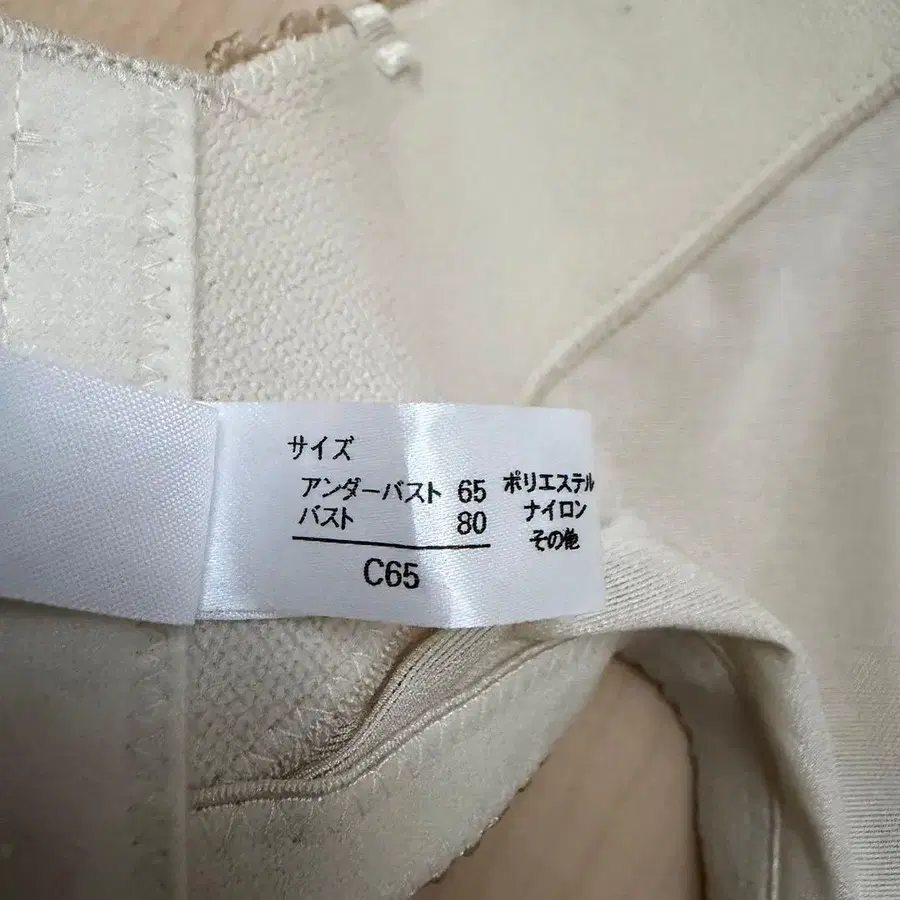 サイズ
アンダーバスト 65
バスト 80
C65
ポリエステル
ナイロン
その他